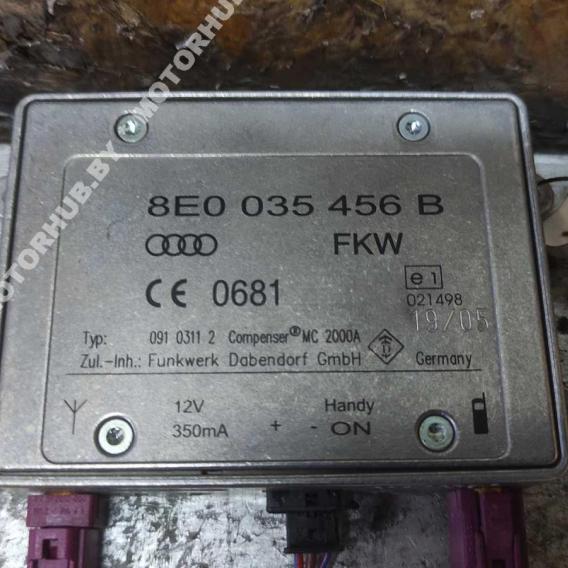 MOTORHUB.BY MOTORHUB
8E0 035 456 B
FKW
CE 0681
e1
021498
19/05
Typ: 091 0311 2 Compenser® MC 2000A
Zul.-Inh.: Funkwerk Dabendorf GmbH Germany
12V Handy
350mA + - ON